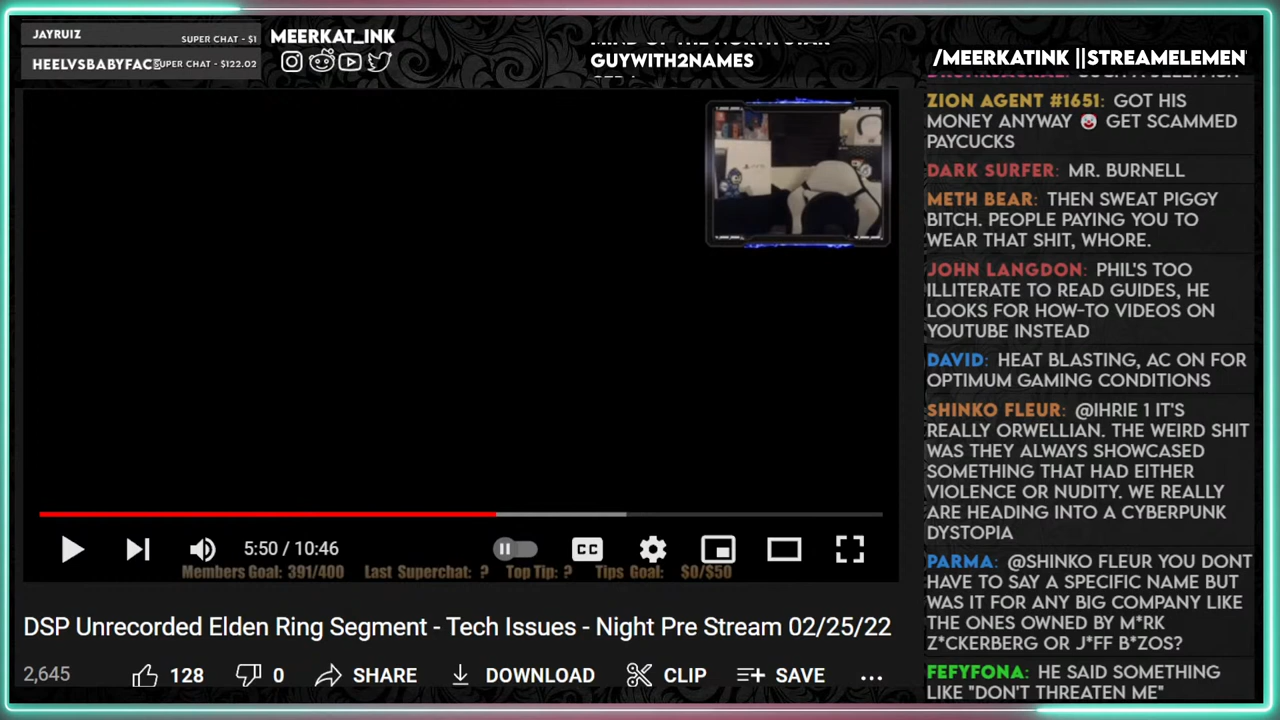 JAYRUIZ
SUPER CHAT - $1
HEELVSBABYFAC
SUPER CHAT - $122.02
MEERKAT_INK
MIND OF THE NORTH STAR
GUYWITH2NAMES
/MEERKATINK ||STREAMELEMEN
ZION AGENT #1651: GOT HIS
MONEY ANYWAY 🤡 GET SCAMMED
PAYCUCKS
DARK SURFER: MR. BURNELL
METH BEAR: THEN SWEAT PIGGY
BITCH. PEOPLE PAYING YOU TO
WEAR THAT SHIT, WHORE.
JOHN LANGDON: PHIL'S TOO
ILLITERATE TO READ GUIDES, HE
LOOKS FOR HOW-TO VIDEOS ON
YOUTUBE INSTEAD
DAVID: HEAT BLASTING, AC ON FOR
OPTIMUM GAMING CONDITIONS
SHINKO FLEUR: @IHRIE 1 IT'S
REALLY ORWELLIAN. THE WEIRD SHIT
WAS THEY ALWAYS SHOWCASED
SOMETHING THAT HAD EITHER
VIOLENCE OR NUDITY. WE REALLY
ARE HEADING INTO A CYBERPUNK
DYSTOPIA
PARMA: @SHINKO FLEUR YOU DONT
HAVE TO SAY A SPECIFIC NAME BUT
WAS IT FOR ANY BIG COMPANY LIKE
THE ONES OWNED BY M*RK
Z*CKERBERG OR J*FF B*ZOS?
FEFYFONA: HE SAID SOMETHING
LIKE "DON'T THREATEN ME"
5:50 / 10:46
CC
Members Goal: 391/400 Last Superchat: ? Top Tip: ? Tips Goal: $0/$50
DSP Unrecorded Elden Ring Segment - Tech Issues - Night Pre Stream 02/25/22
2,645
128
0
SHARE
DOWNLOAD
CLIP
SAVE